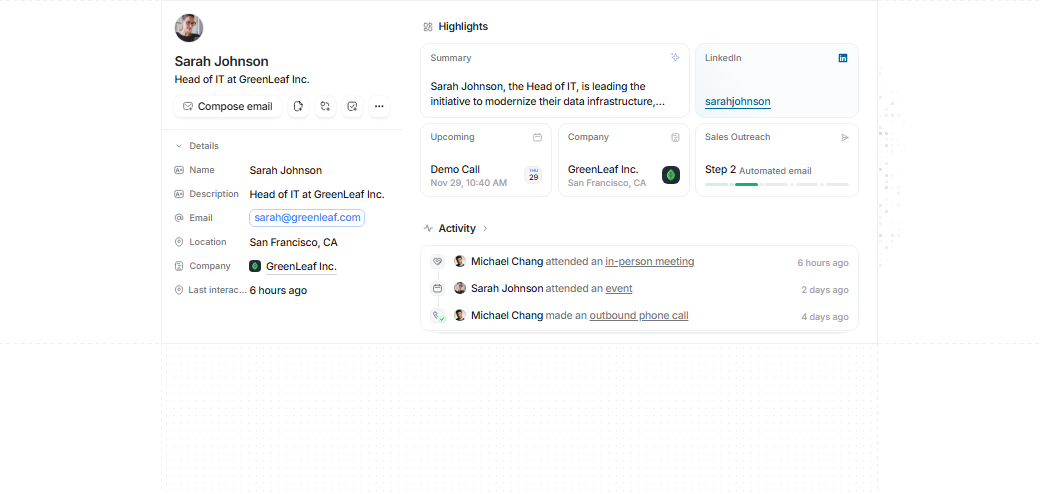 Sarah Johnson
Head of IT at GreenLeaf Inc.
Compose email
Details
Name Sarah Johnson
Description Head of IT at GreenLeaf Inc.
Email sarah@greenleaf.com
Location San Francisco, CA
Company GreenLeaf Inc.
Last interac... 6 hours ago
Highlights
Summary
Sarah Johnson, the Head of IT, is leading the
initiative to modernize their data infrastructure,...
LinkedIn
sarahjohnson
Upcoming
Demo Call
Nov 29, 10:40 AM
THU
29
Company
GreenLeaf Inc.
San Francisco, CA
Sales Outreach
Step 2 Automated email
Activity
Michael Chang attended an in-person meeting 6 hours ago
Sarah Johnson attended an event 2 days ago
Michael Chang made an outbound phone call 4 days ago